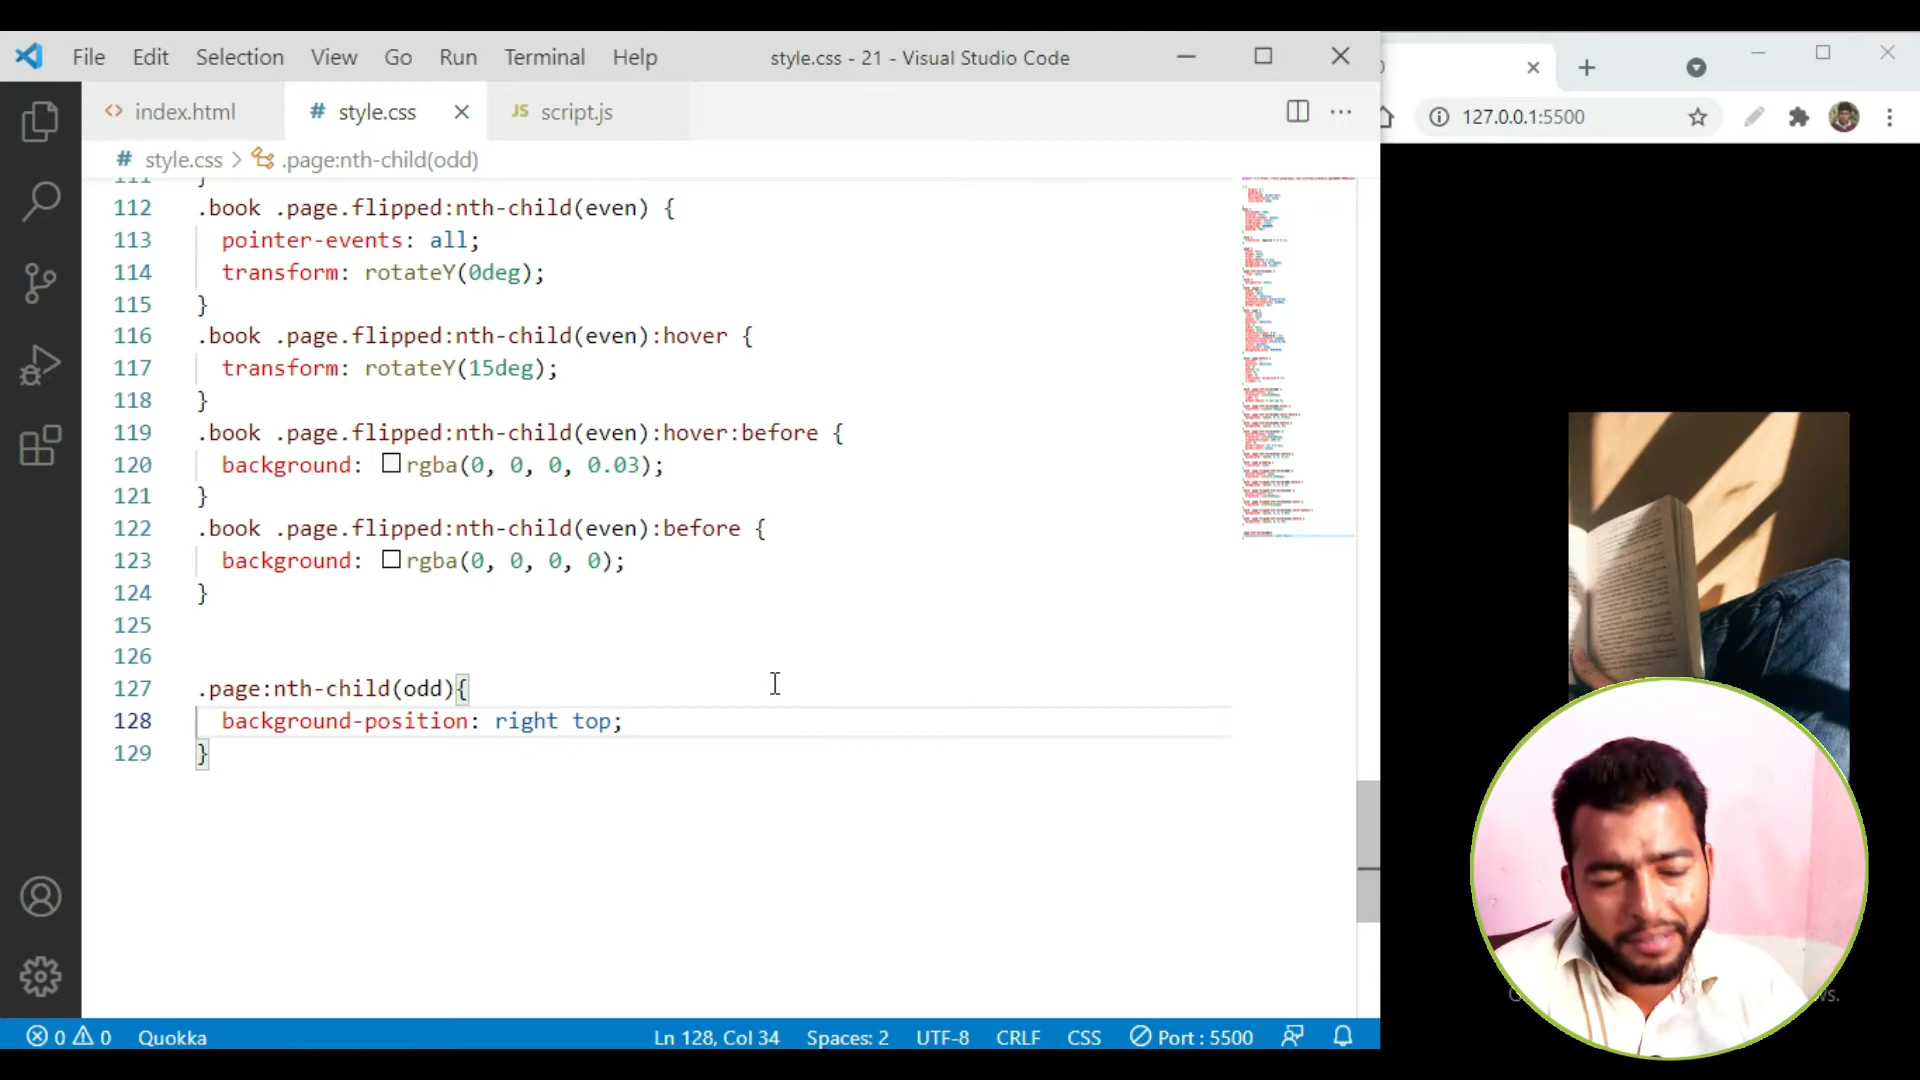 File Edit Selection View Go Run Terminal Help style.css - 21 - Visual Studio Code
index.html # style.css JS script.js
127.0.0.1:5500
# style.css > .page:nth-child(odd)
111 }
112 .book .page.flipped:nth-child(even) {
113 pointer-events: all;
114 transform: rotateY(0deg);
115 }
116 .book .page.flipped:nth-child(even):hover {
117 transform: rotateY(15deg);
118 }
119 .book .page.flipped:nth-child(even):hover:before {
120 background: rgba(0, 0, 0, 0.03);
121 }
122 .book .page.flipped:nth-child(even):before {
123 background: rgba(0, 0, 0, 0);
124 }
125
126
127 .page:nth-child(odd){
128 background-position: right top;
129 }
0 0 Quokka Ln 128, Col 34 Spaces: 2 UTF-8 CRLF CSS Port : 5500